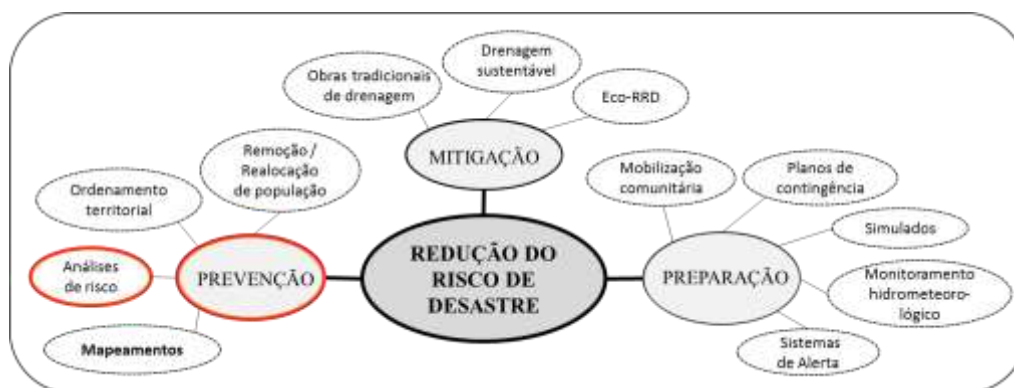 Drenagem
sustentável
Obras tradicionais
de drenagem
Eco-RRD
MITIGAÇÃO
Remoção /
Realocação
de população
Ordenamento
territorial
Análises
de risco
PREVENÇÃO
Mapeamentos
REDUÇÃO DO
RISCO DE
DESASTRE
Mobilização
comunitária
Planos de
contingência
Simulados
PREPARAÇÃO
Monitoramento
hidrometeoro-
lógico
Sistemas
de Alerta